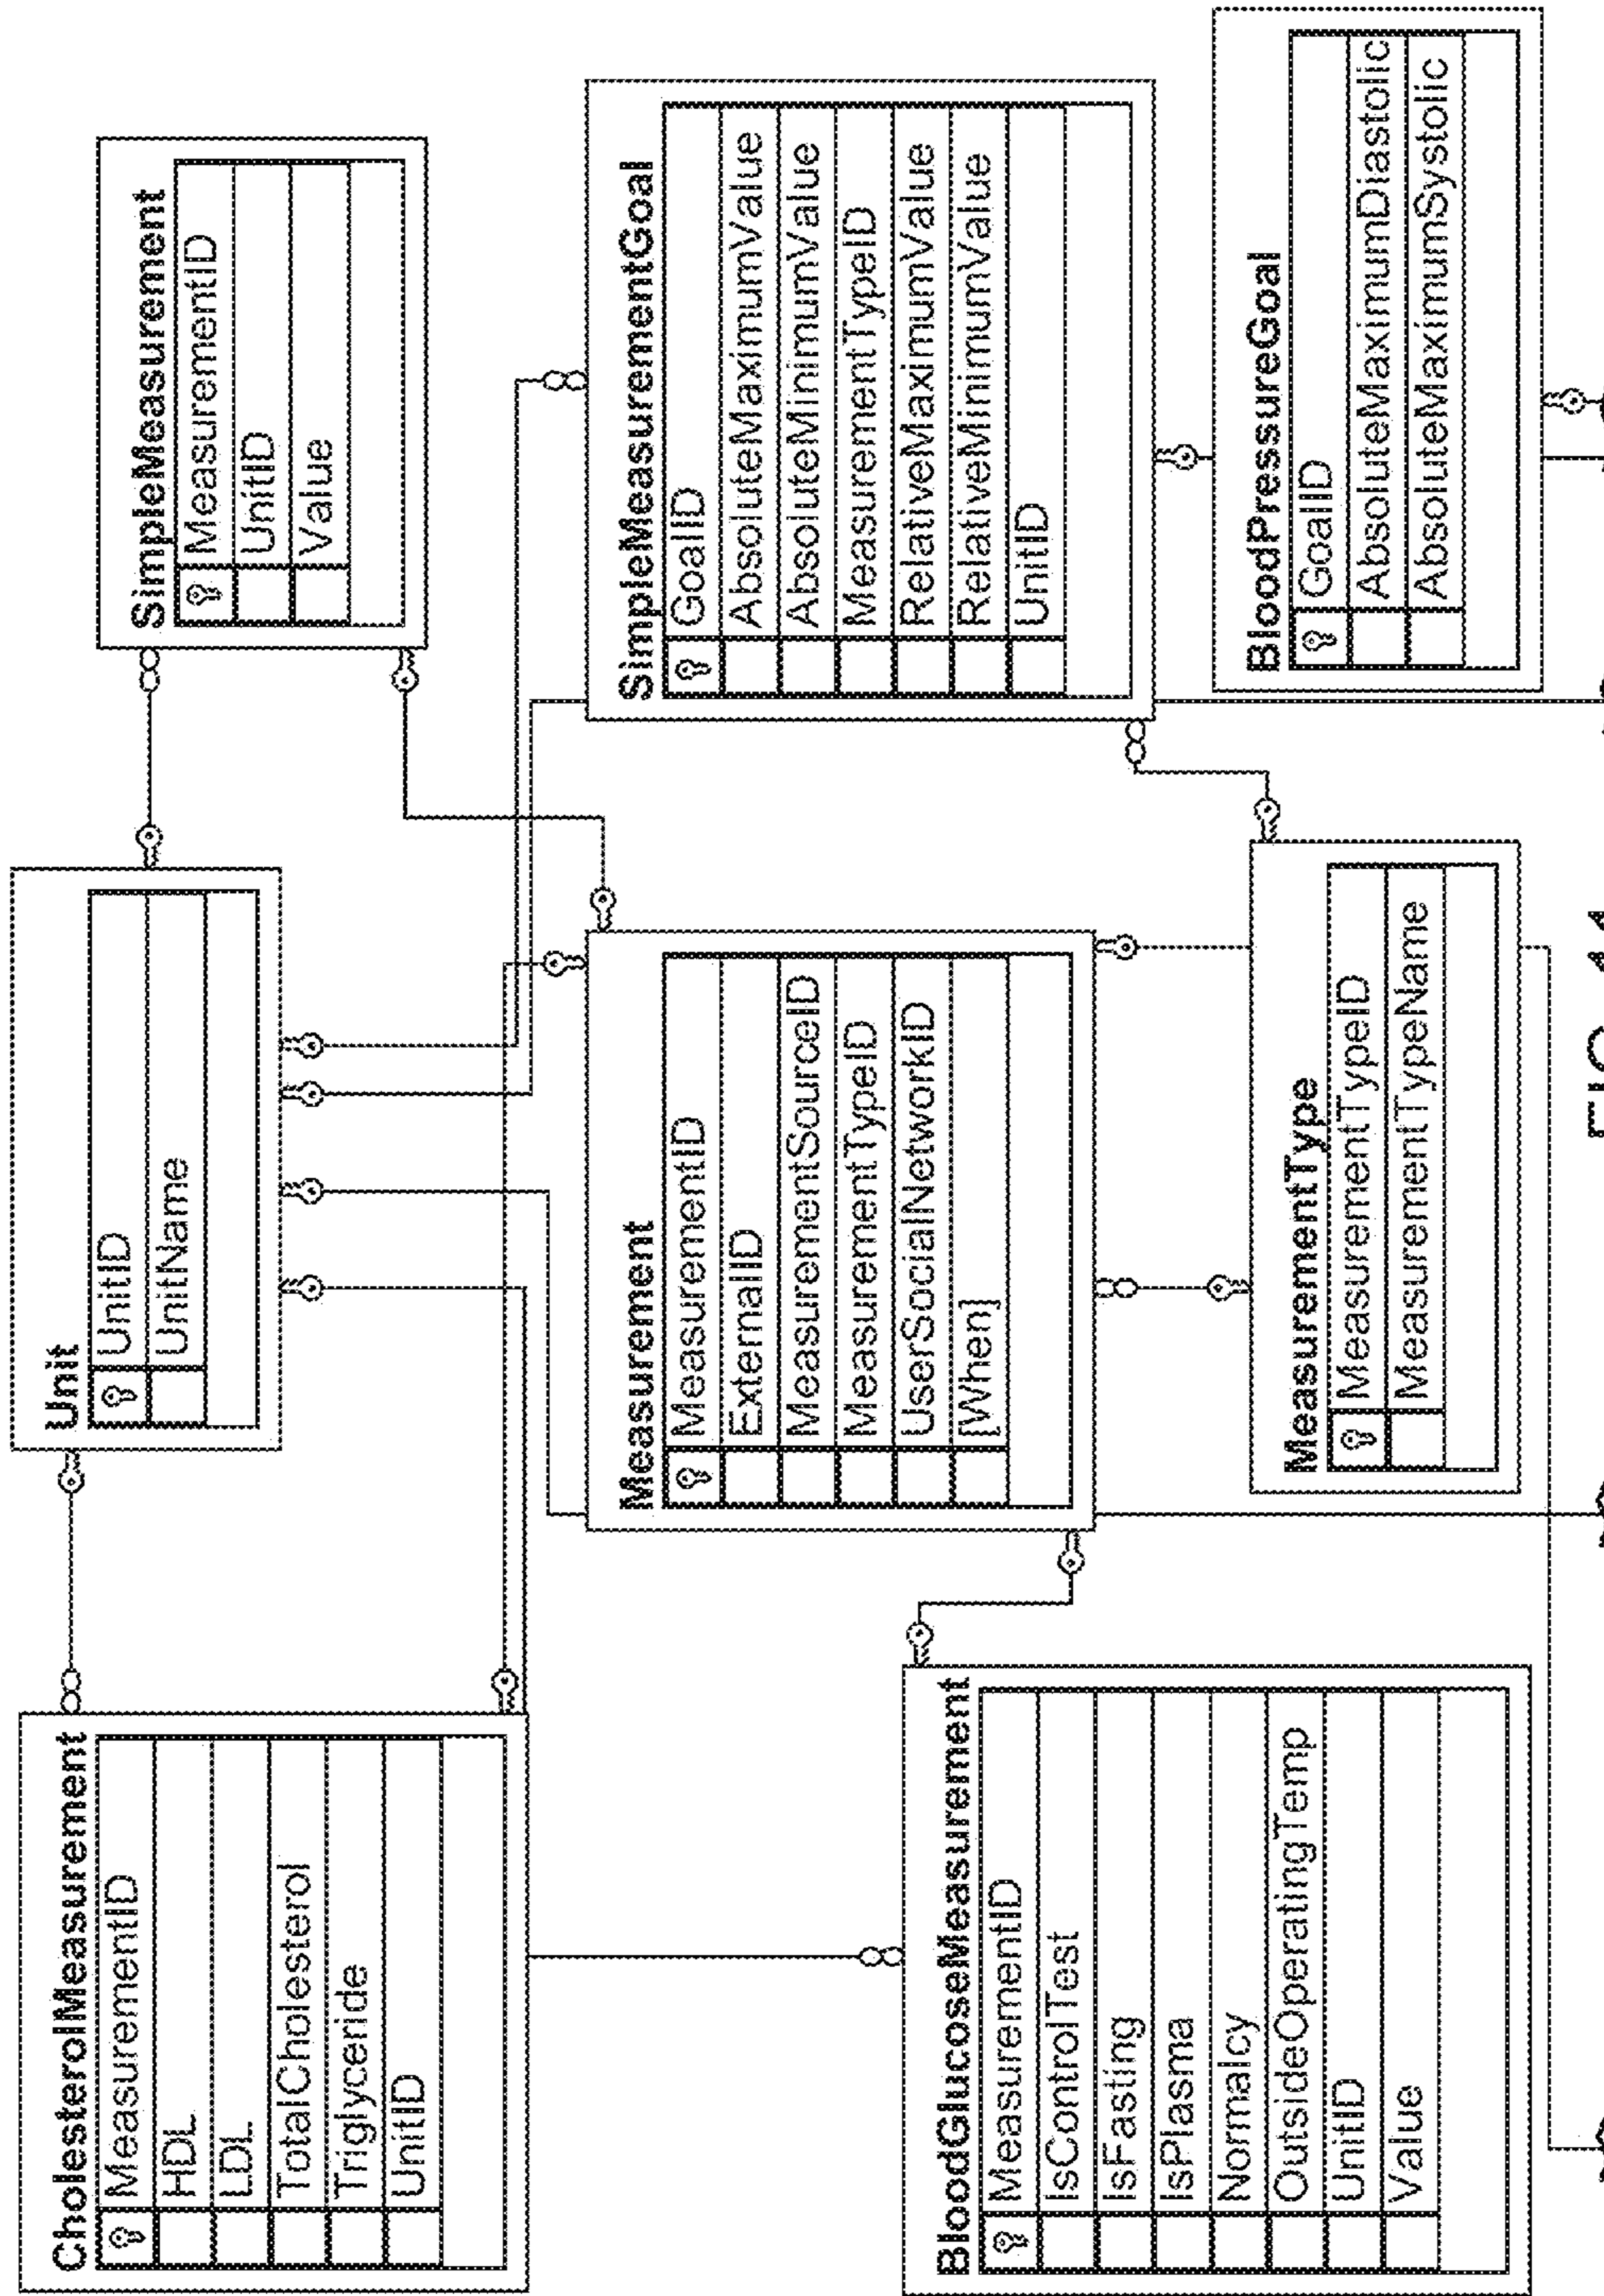 CholesterolMeasurement
MeasurementID
HDL
LDL
TotalCholesterol
Triglyceride
UnitID
Unit
UnitID
UnitName
SimpleMeasurement
MeasurementID
UnitID
Value
BloodGlucoseMeasurement
MeasurementID
IsControlTest
IsFasting
IsPlasma
Normalcy
OutsideOperatingTemp
UnitID
Value
Measurement
MeasurementID
ExternalID
MeasurementSourceID
MeasurementTypeID
UserSocialNetworkID
[When]
SimpleMeasurementGoal
GoalID
AbsoluteMaximumValue
AbsoluteMinimumValue
MeasurementTypeID
RelativeMaximumValue
RelativeMinimumValue
UnitID
MeasurementType
MeasurementTypeID
MeasurementTypeName
BloodPressureGoal
GoalID
AbsoluteMaximumDiastolic
AbsoluteMaximumSystolic